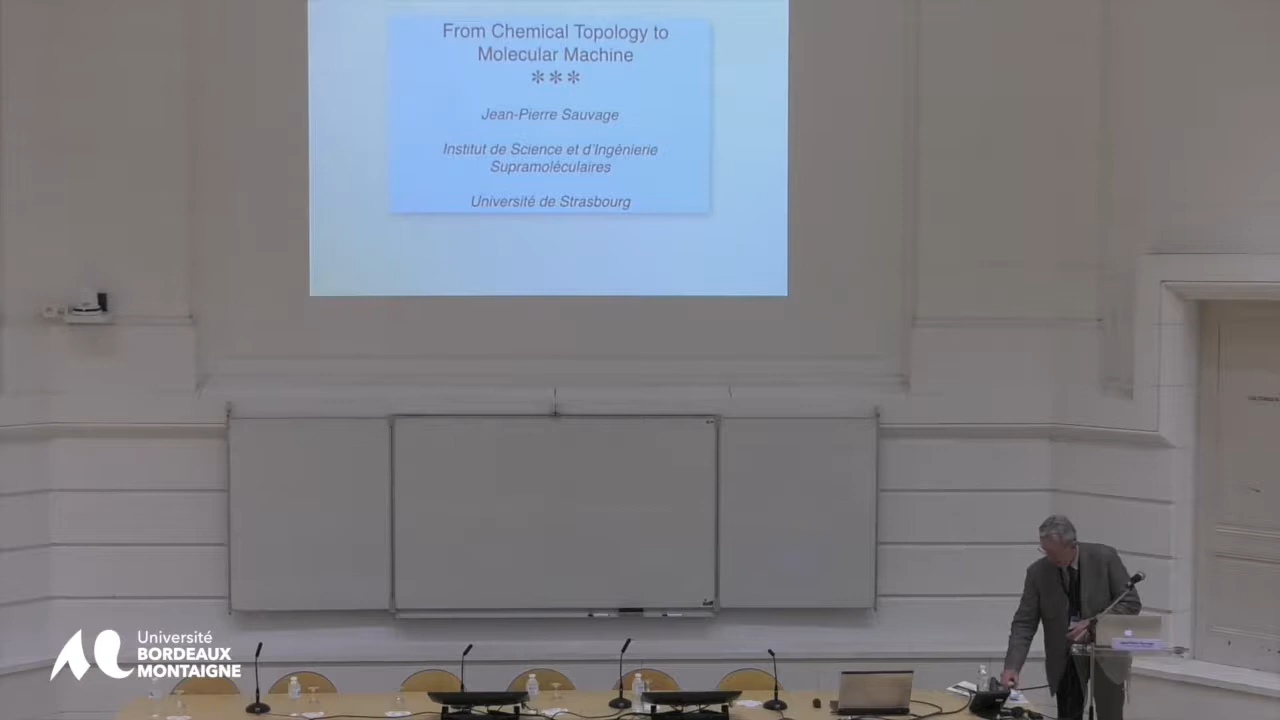 From Chemical Topology to
Molecular Machine
***
Jean-Pierre Sauvage
Institut de Science et d'Ingénierie
Supramoléculaires
Université de Strasbourg
Université
BORDEAUX
MONTAIGNE